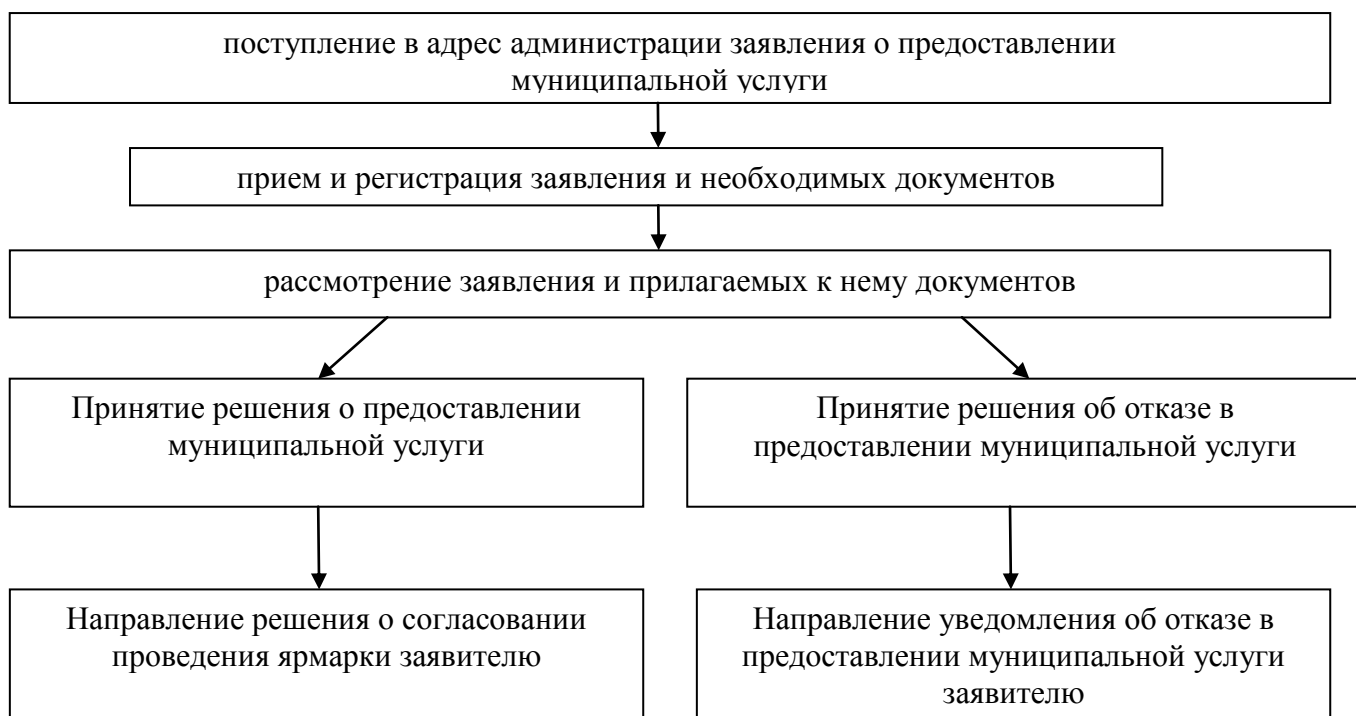 поступление в адрес администрации заявления о предоставлении
муниципальной услуги
прием и регистрация заявления и необходимых документов
рассмотрение заявления и прилагаемых к нему документов
Принятие решения о предоставлении
муниципальной услуги
Принятие решения об отказе в
предоставлении муниципальной услуги
Направление решения о согласовании
проведения ярмарки заявителю
Направление уведомления об отказе в
предоставлении муниципальной услуги
заявителю